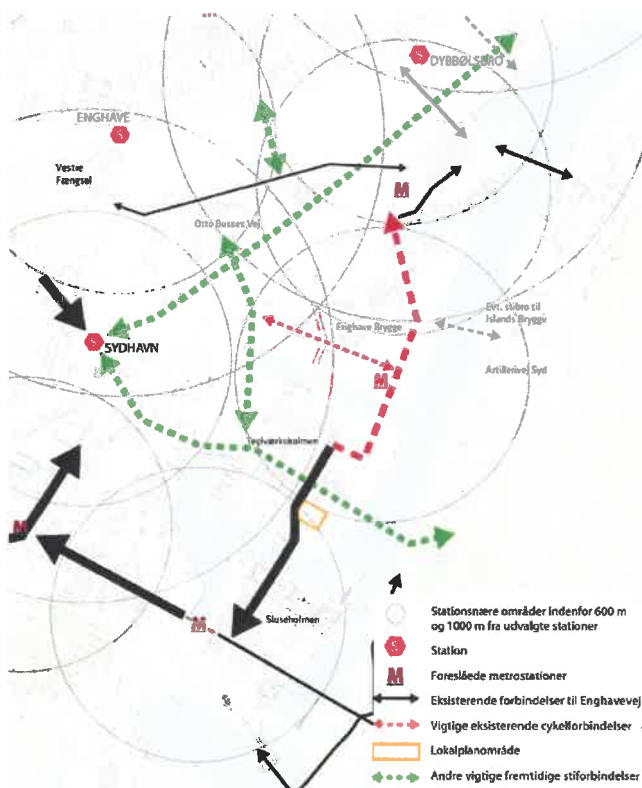 S
DYBBØLSBRO
ENGHAVE
S
Vestre
Fængsel
M
Otto Busses Vej
Evt. stibro til
Islands Brygge
Enghave Brygge
S
SYDHAVN
M
Artillerivej Syd
Teglværksholmen
M
M
Sluseholmen
Stationsnære områder indenfor 600 m
og 1000 m fra udvalgte stationer
S
Station
M
Foreslåede metrostationer
Eksisterende forbindelser til Enghavevej
Vigtige eksisterende cykelforbindelser
Lokalplanområde
Andre vigtige fremtidige stiforbindelser